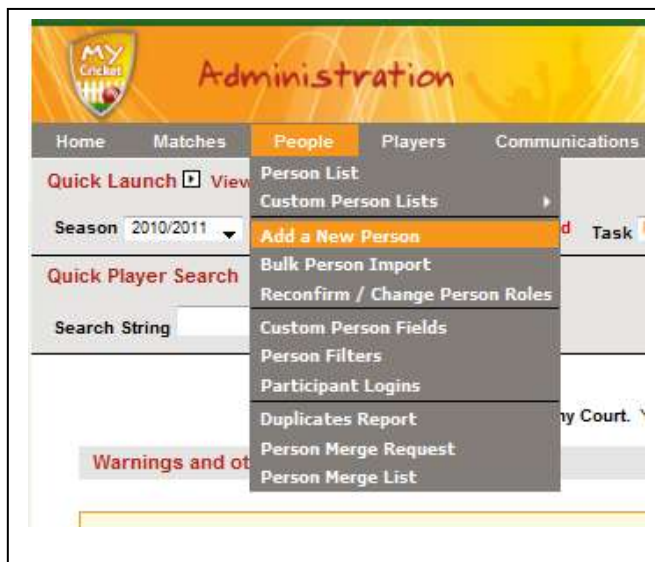 MY
Cricket
Administration
Home Matches People Players Communications
Quick Launch View
Person List
Custom Person Lists
Season 2010/2011 Add a New Person d Task
Bulk Person Import
Quick Player Search
Reconfirm / Change Person Roles
Search String Custom Person Fields
Person Filters
Participant Logins
Duplicates Report ny Court.
Person Merge Request
Warnings and ot
Person Merge List